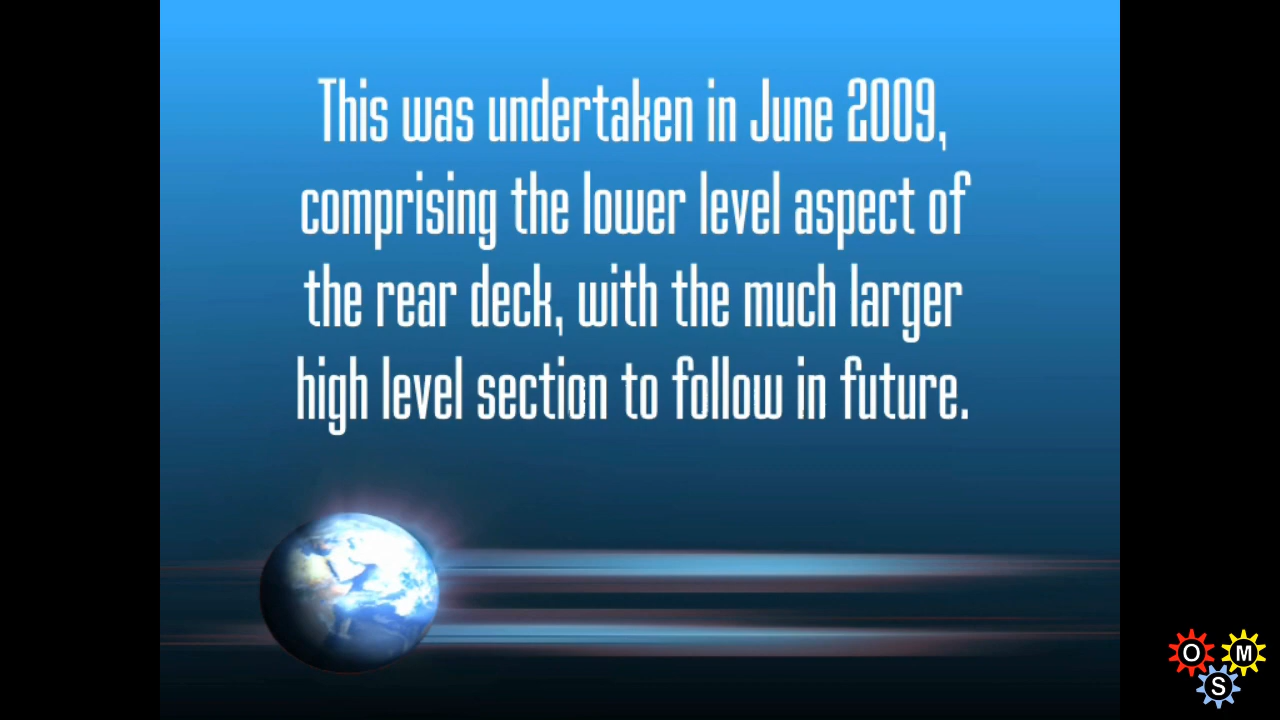 This was undertaken in June 2009,
comprising the lower level aspect of
the rear deck, with the much larger
high level section to follow in future.
O M
S